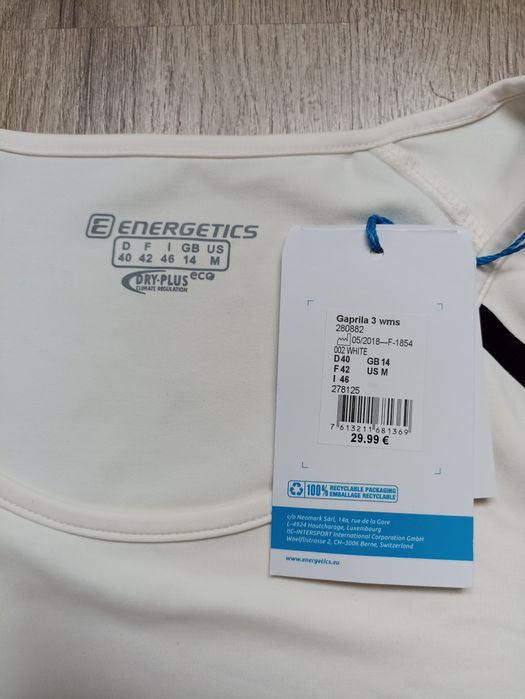 ENERGETICS
D F I GB US
40 42 46 14 M
DRY-PLUS eco
CLIMATE REGULATION
Gaprila 3 wms
280882
05/2018—F-1854
002 WHITE
D 40 GB 14
F 42 US M
I 46
278125
7 613211 681369
29.99 €
100% RECYCLABLE PACKAGING
EMBALLAGE RECYCLABLE
c/o Neomark Sàrl, 14a, rue de la Gare
L-4924 Hautcharage, Luxembourg
IIC-INTERSPORT International Corporation GmbH
Woelflistrasse 2, CH-3006 Berne, Switzerland
www.energetics.eu